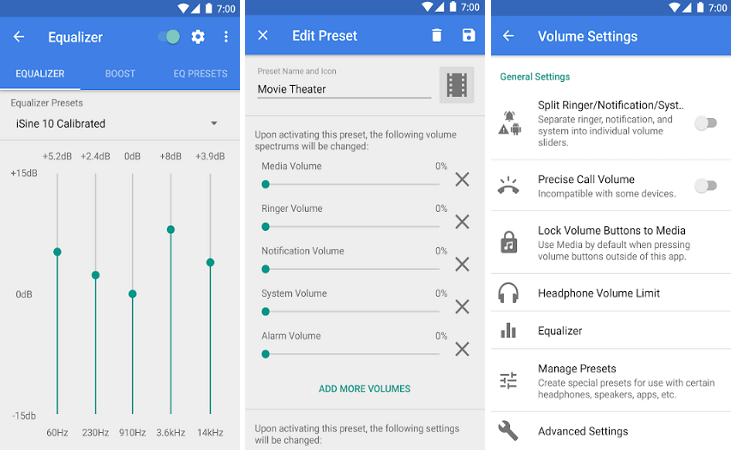 7:00
Equalizer
EQUALIZER BOOST EQ PRESETS
Equalizer Presets
iSine 10 Calibrated
+5.2dB +2.4dB 0dB +8dB +3.9dB
+15dB
0dB
-15db
60Hz 230Hz 910Hz 3.6kHz 14kHz
7:00
Edit Preset
Preset Name and Icon
Movie Theater
Upon activating this preset, the following volume
spectrums will be changed:
Media Volume 0%
Ringer Volume 0%
Notification Volume 0%
System Volume 0%
Alarm Volume 0%
ADD MORE VOLUMES
Upon activating this preset, the following settings
will be changed:
7:00
Volume Settings
General Settings
Split Ringer/Notification/Syst..
Separate ringer, notification, and
system into individual volume
sliders.
Precise Call Volume
Incompatible with some devices.
Lock Volume Buttons to Media
Use Media by default when pressing
volume buttons outside of this app.
Headphone Volume Limit
Equalizer
Manage Presets
Create special presets for use with certain
headphones, speakers, apps, etc.
Advanced Settings